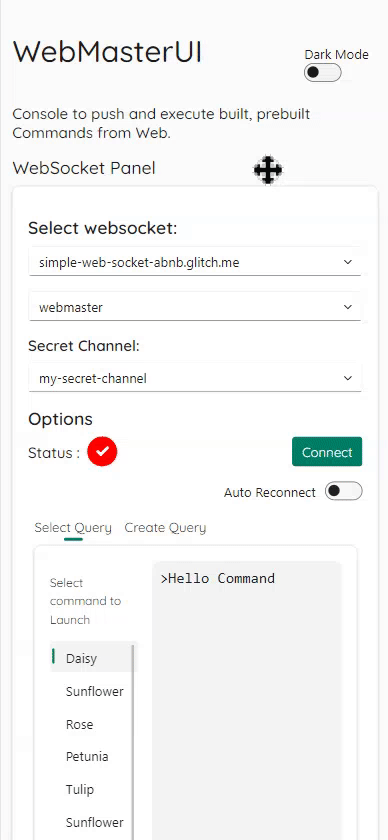 WebMasterUI
Dark Mode
Console to push and execute built, prebuilt
Commands from Web.
WebSocket Panel
Select websocket:
simple-web-socket-abnb.glitch.me
webmaster
Secret Channel:
my-secret-channel
Options
Status :
Connect
Auto Reconnect
Select Query
Create Query
Select
command to
Launch
>Hello Command
Daisy
Sunflower
Rose
Petunia
Tulip
Sunflower